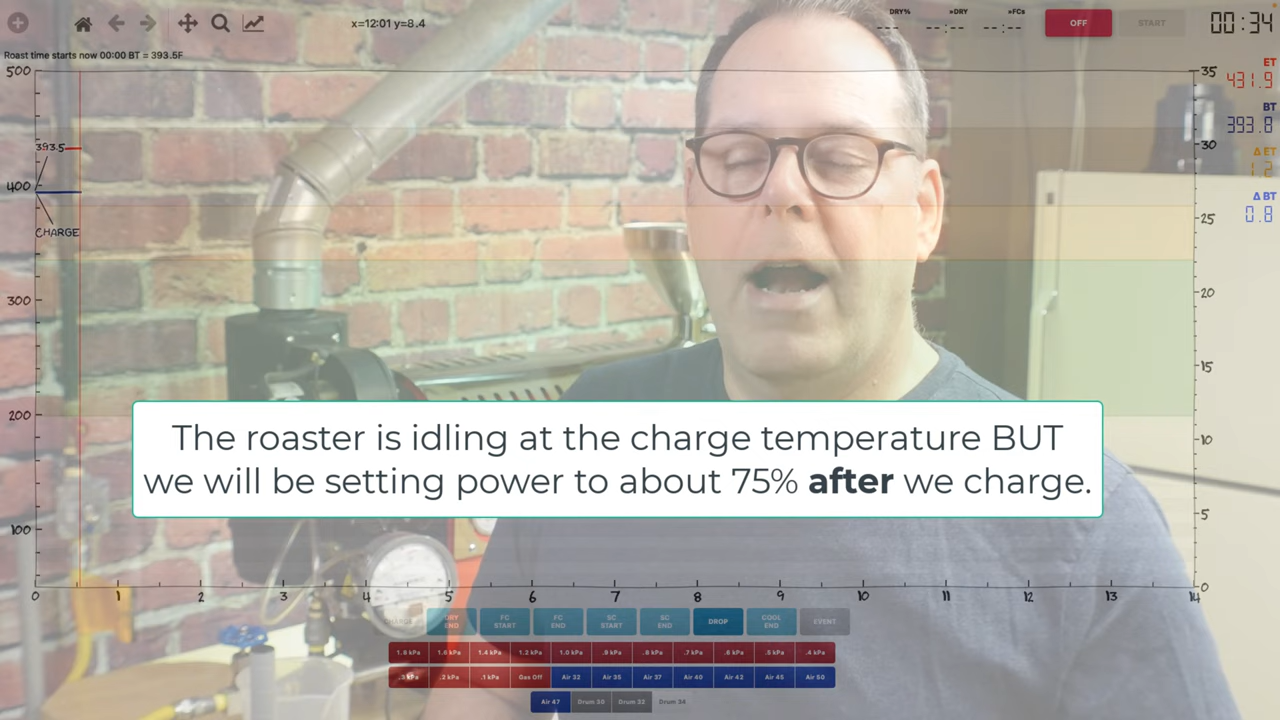 x=12:01 y=8.4
DRY% »DRY »FCs
OFF START 00:34
Roast time starts now 00:00 BT = 393.5F
ET
431.9
BT
393.8
Δ ET
1.2
Δ BT
0.8
500
400
300
200
100
393.5
CHARGE
35
30
25
20
15
10
5
0
The roaster is idling at the charge temperature BUT
we will be setting power to about 75% after we charge.
0 1 2 3 4 5 6 7 8 9 10 11 12 13 14
CHARGE DRY END FC START FC END SC START SC END DROP COOL END EVENT
1.8 kPa 1.6 kPa 1.4 kPa 1.2 kPa 1.0 kPa .9 kPa .8 kPa .7 kPa .6 kPa .5 kPa .4 kPa
.3 kPa .2 kPa .1 kPa Gas Off Air 32 Air 35 Air 37 Air 40 Air 42 Air 45 Air 50
Air 47 Drum 30 Drum 32 Drum 34